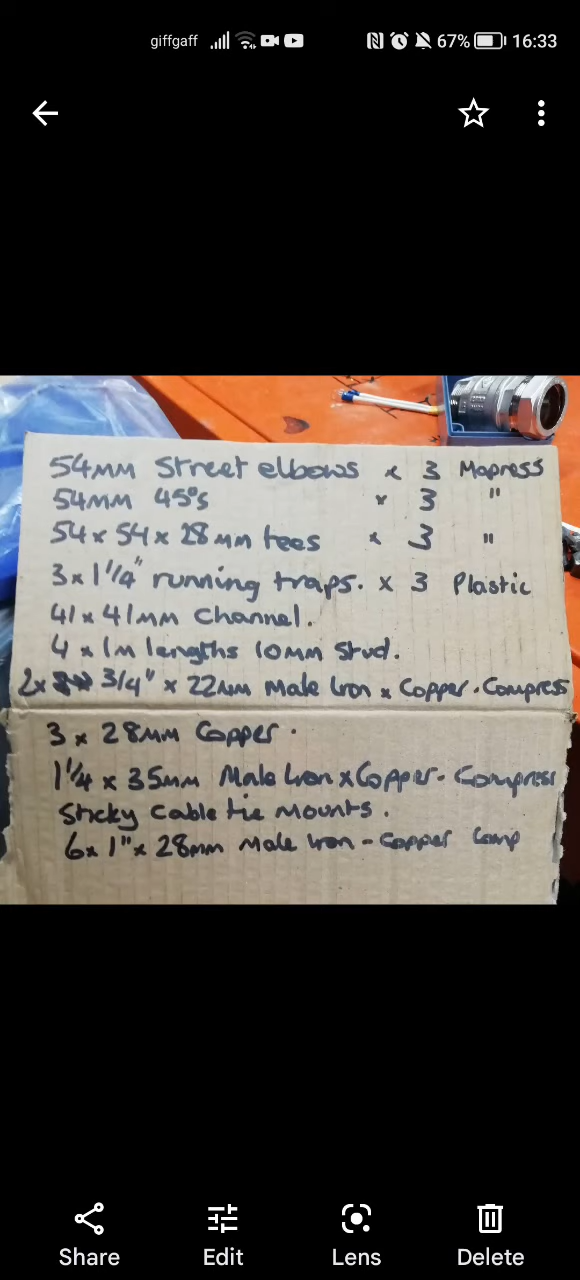 giffgaff 67% 16:33
54MM Street elbows x 3 Mapress
54MM 45°s x 3 "
54 x 54 x 28MM tees x 3 "
3 x 1 1/4" running traps. x 3 Plastic
41 x 41MM Channel.
4 x 1M lengths 10MM Stud.
2x 3/4" x 22MM Male Iron x Copper. Compress
3 x 28MM Copper.
1 1/4 x 35MM Male Iron x Copper. Compress
Sticky Cable tie Mounts.
6x 1" x 28mm Male Iron - Copper Comp
Share Edit Lens Delete